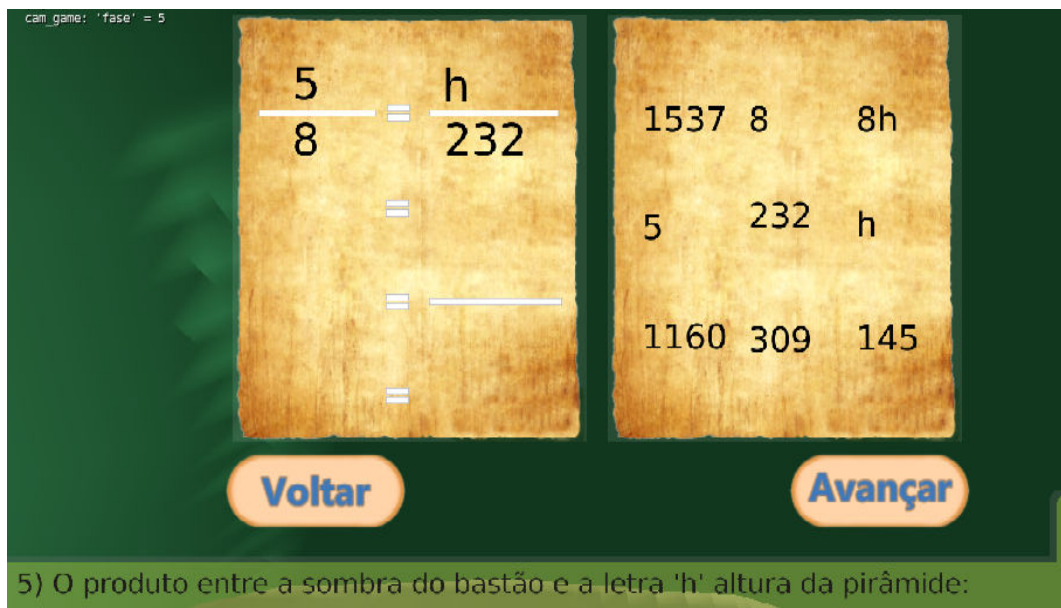 cam_game: 'fase' = 5
5 = h
8 232
=
=
=
1537 8 8h
5 232 h
1160 309 145
Voltar
Avançar
5) O produto entre a sombra do bastão e a letra 'h' altura da pirâmide: